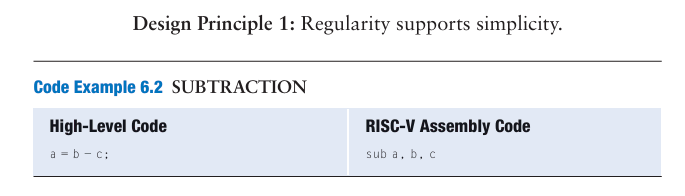 Design Principle 1: Regularity supports simplicity.
Code Example 6.2 SUBTRACTION
High-Level Code
RISC-V Assembly Code
a = b − c;
sub a, b, c